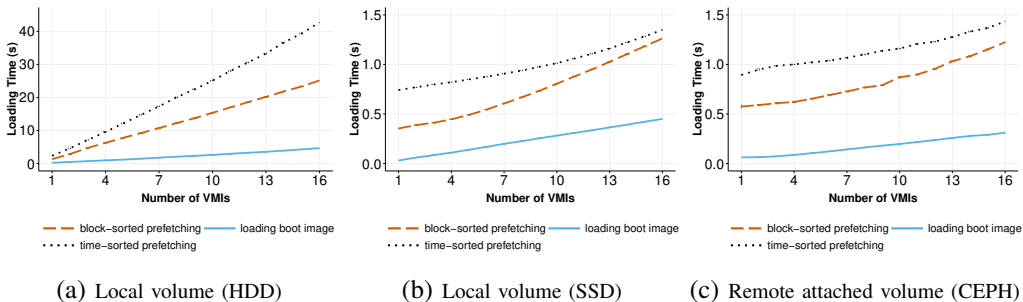 Loading Time (s)
40
30
20
10
0
1 4 7 10 13 16
Number of VMIs
block−sorted prefetching loading boot image
time−sorted prefetching
(a) Local volume (HDD)
Loading Time (s)
1.5
1.0
0.5
0.0
1 4 7 10 13 16
Number of VMIs
block−sorted prefetching loading boot image
time−sorted prefetching
(b) Local volume (SSD)
Loading Time (s)
1.5
1.0
0.5
0.0
1 4 7 10 13 16
Number of VMIs
block−sorted prefetching loading boot image
time−sorted prefetching
(c) Remote attached volume (CEPH)